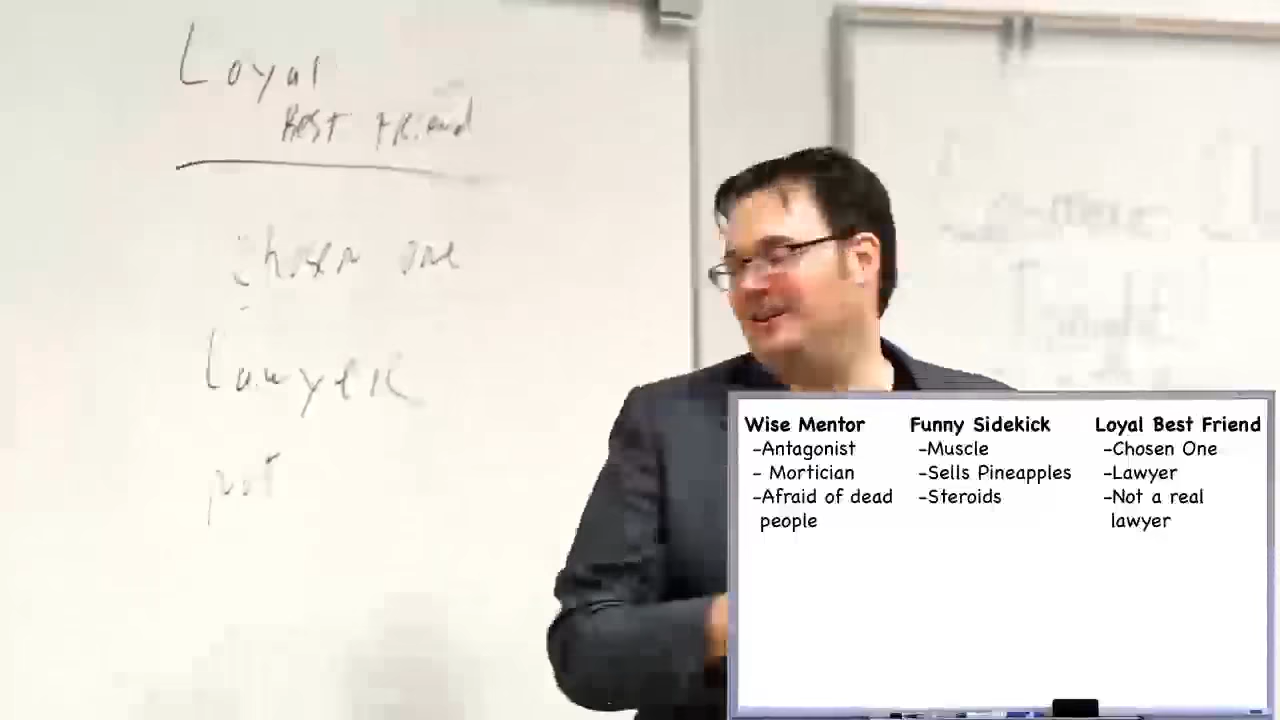 Loyal
Best Friend
chosen one
Lawyer
not
Wise Mentor
-Antagonist
- Mortician
-Afraid of dead
people
Funny Sidekick
-Muscle
-Sells Pineapples
-Steroids
Loyal Best Friend
-Chosen One
-Lawyer
-Not a real
lawyer